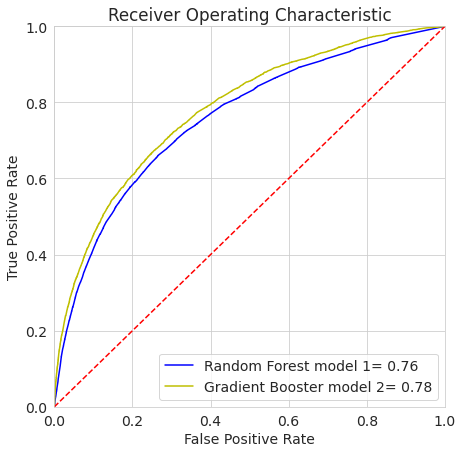 Receiver Operating Characteristic
True Positive Rate
1.0
0.8
0.6
0.4
0.2
0.0
Random Forest model 1= 0.76
Gradient Booster model 2= 0.78
0.0 0.2 0.4 0.6 0.8 1.0
False Positive Rate